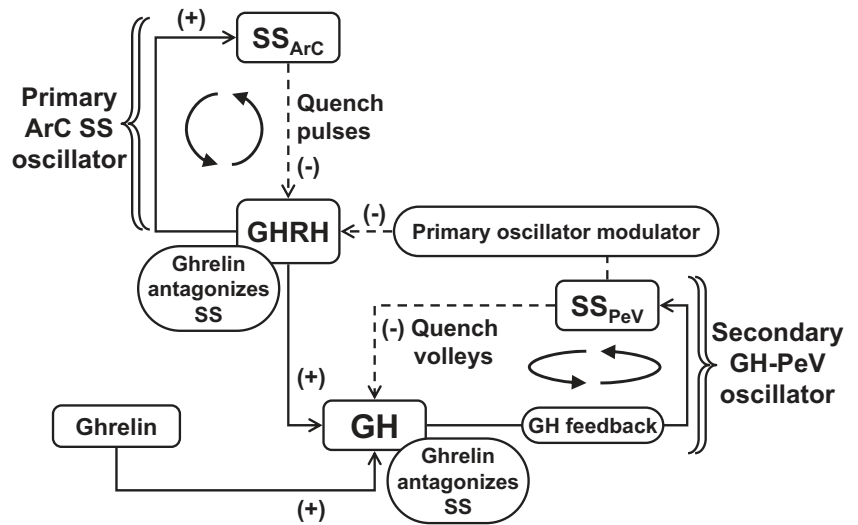 (+)
SS_ArC
Primary
ArC SS
oscillator
Quench
pulses
(-)
GHRH
(-)
Primary oscillator modulator
Ghrelin
antagonizes
SS
SS_PeV
(-) Quench
volleys
Secondary
GH-PeV
oscillator
(+)
Ghrelin
GH
GH feedback
Ghrelin
antagonizes
SS
(+)